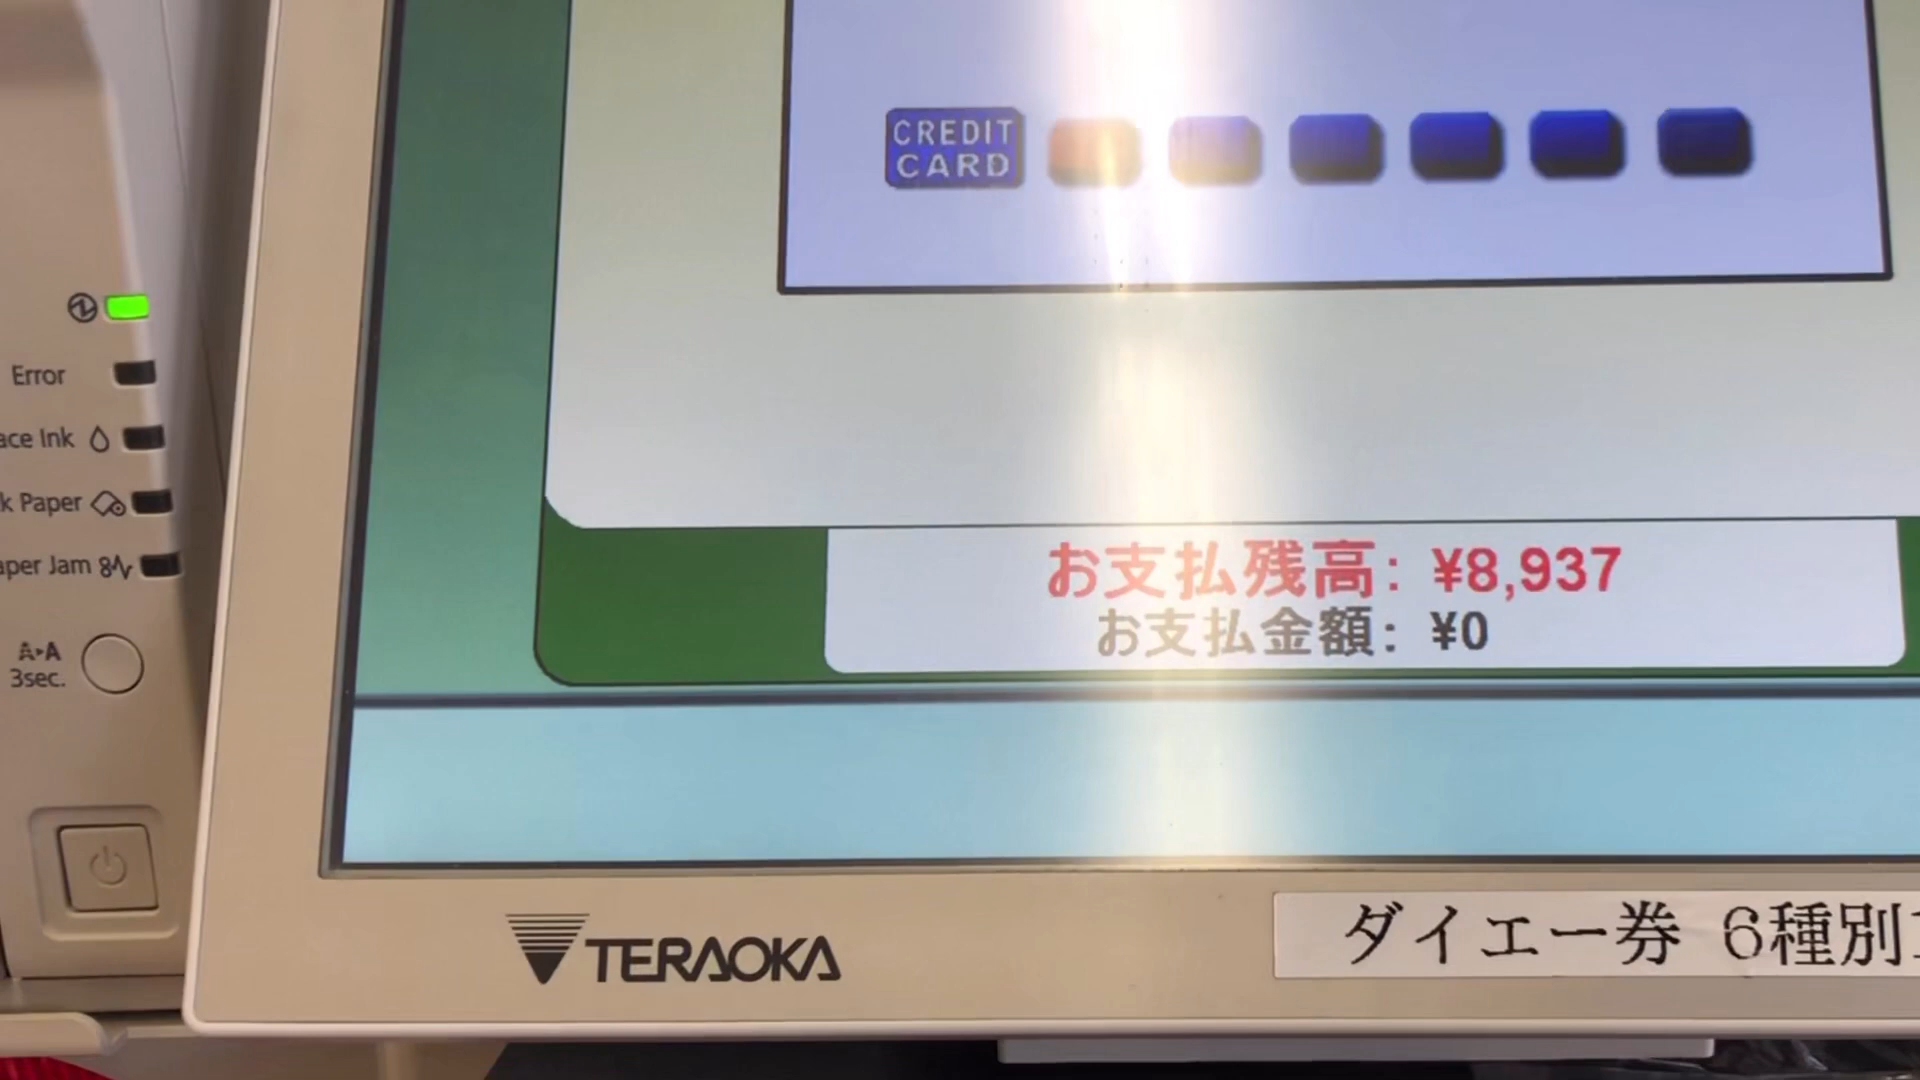 CREDIT
CARD
Error
ace Ink
k Paper
aper Jam
A▸A
3sec.
お支払残高: ¥8,937
お支払金額: ¥0
TERAOKA
ダイエー券 6種別